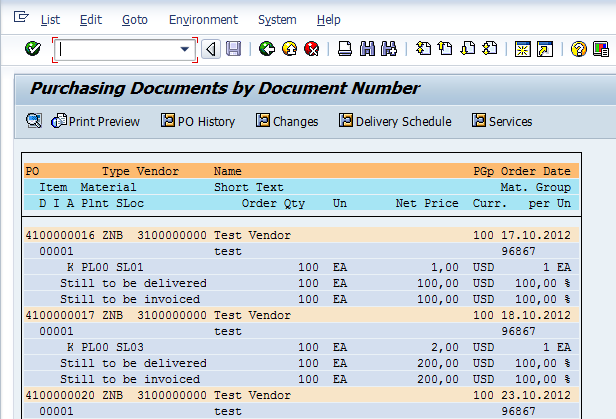 List Edit Goto Environment System Help
Purchasing Documents by Document Number
Print Preview PO History Changes Delivery Schedule Services
PO Type Vendor Name PGp Order Date
Item Material Short Text Mat. Group
D I A Plnt SLoc Order Qty Un Net Price Curr. per Un
4100000016 ZNB 3100000000 Test Vendor 100 17.10.2012
00001 test 96867
K PL00 SL01 100 EA 1,00 USD 1 EA
Still to be delivered 100 EA 100,00 USD 100,00 %
Still to be invoiced 100 EA 100,00 USD 100,00 %
4100000017 ZNB 3100000000 Test Vendor 100 18.10.2012
00001 test 96867
K PL00 SL03 100 EA 2,00 USD 1 EA
Still to be delivered 100 EA 200,00 USD 100,00 %
Still to be invoiced 100 EA 200,00 USD 100,00 %
4100000020 ZNB 3100000000 Test Vendor 100 23.10.2012
00001 test 96867